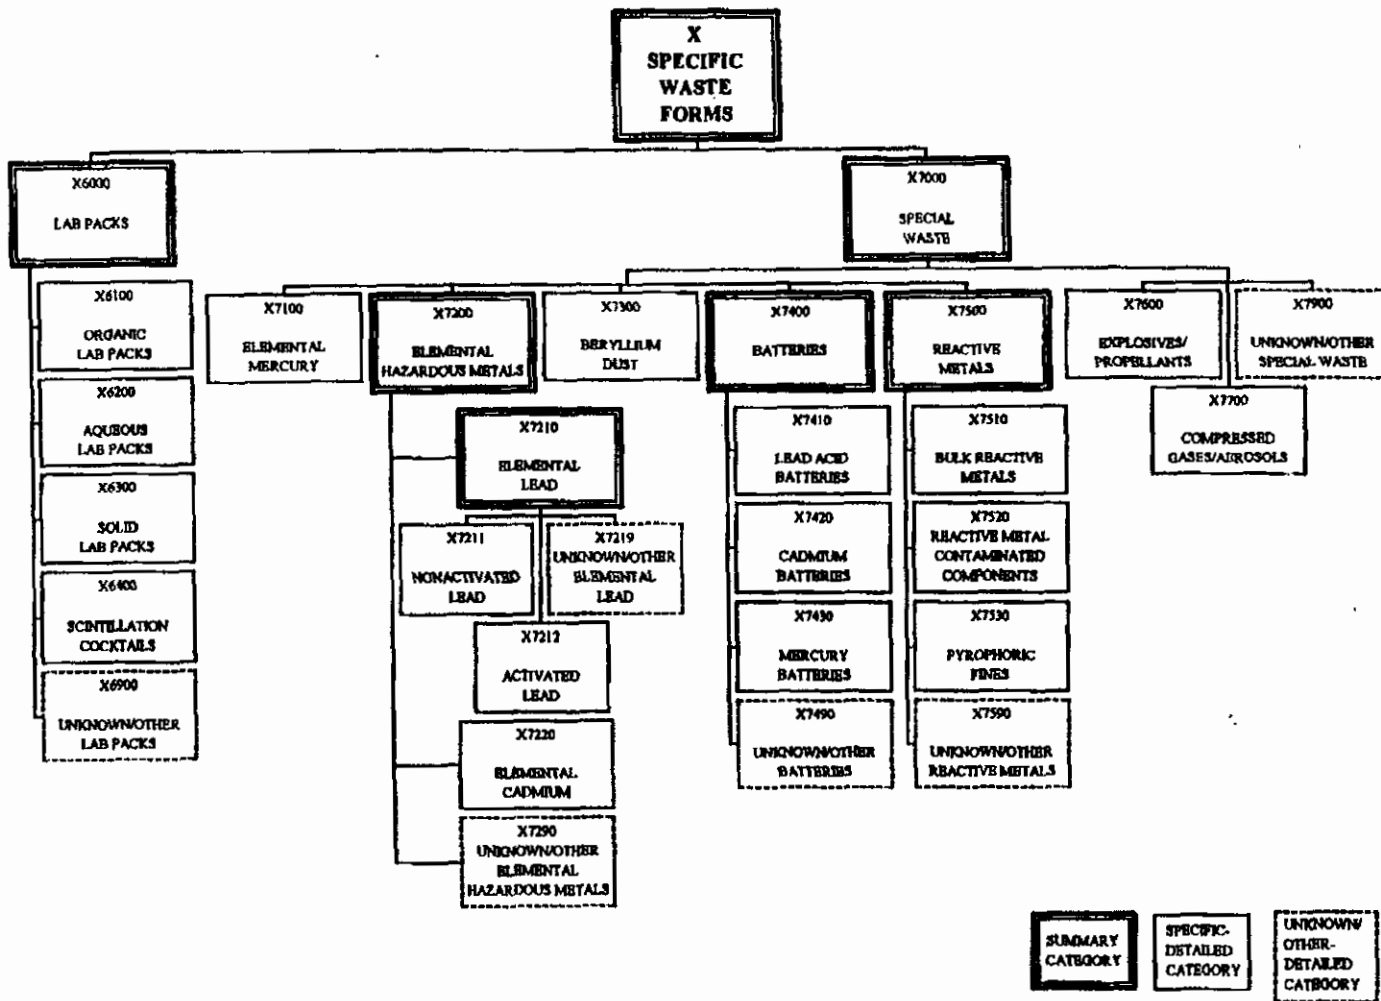 X
SPECIFIC
WASTE
FORMS
X6000
LAB PACKS
X7000
SPECIAL
WASTE
X6100
ORGANIC
LAB PACKS
X6200
AQUEOUS
LAB PACKS
X6300
SOLID
LAB PACKS
X6400
SCINTILLATION
COCKTAILS
X6900
UNKNOWN/OTHER
LAB PACKS
X7100
ELEMENTAL
MERCURY
X7200
ELEMENTAL
HAZARDOUS METALS
X7210
ELEMENTAL
LEAD
X7211
NONACTIVATED
LEAD
X7219
UNKNOWN/OTHER
ELEMENTAL
LEAD
X7212
ACTIVATED
LEAD
X7220
ELEMENTAL
CADMIUM
X7290
UNKNOWN/OTHER
ELEMENTAL
HAZARDOUS METALS
X7300
BERYLLIUM
DUST
X7400
BATTERIES
X7410
LEAD ACID
BATTERIES
X7420
CADMIUM
BATTERIES
X7430
MERCURY
BATTERIES
X7490
UNKNOWN/OTHER
BATTERIES
X7500
REACTIVE
METALS
X7510
BULK REACTIVE
METALS
X7520
REACTIVE METAL
CONTAMINATED
COMPONENTS
X7530
PYROPHORIC
FINES
X7590
UNKNOWN/OTHER
REACTIVE METALS
X7600
EXPLOSIVES/
PROPELLANTS
X7900
UNKNOWN/OTHER
SPECIAL WASTE
X7700
COMPRESSED
GASES/AEROSOLS
SUMMARY
CATEGORY
SPECIFIC-
DETAILED
CATEGORY
UNKNOWN/
OTHER-
DETAILED
CATEGORY